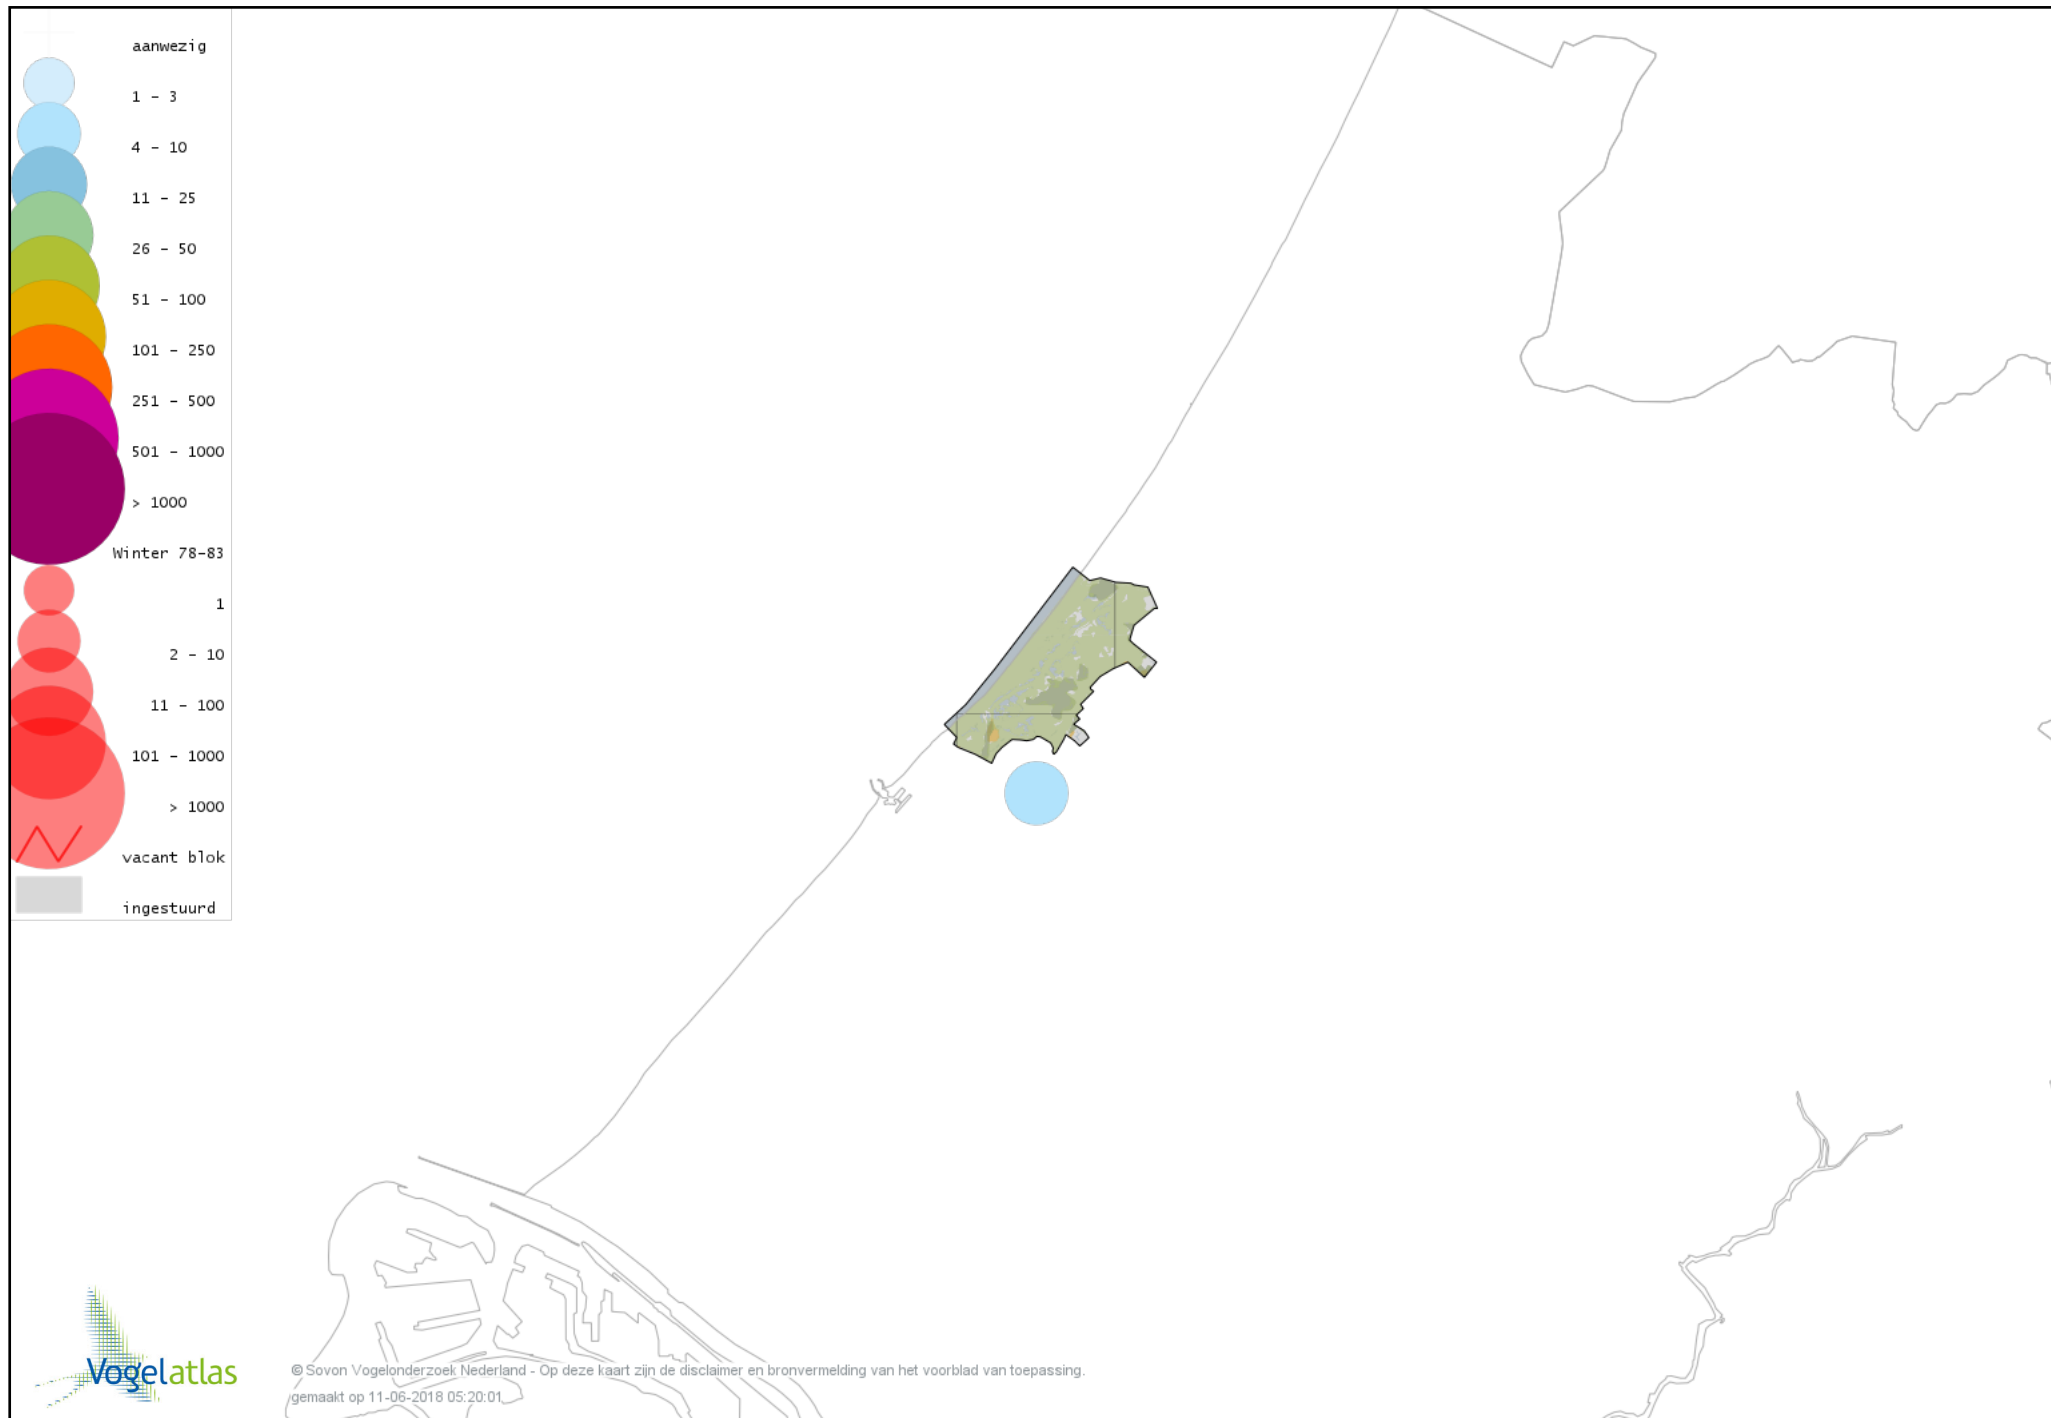 aanwezig
1 - 3
4 - 10
11 - 25
26 - 50
51 - 100
101 - 250
251 - 500
501 - 1000
> 1000
Winter 78-83
1
2 - 10
11 - 100
101 - 1000
> 1000
vacant blok
ingestuurd
Vogelatlas
© Sovon Vogelonderzoek Nederland - Op deze kaart zijn de disclaimer en bronvermelding van het voorblad van toepassing.
gemaakt op 11-06-2018 05:20:01